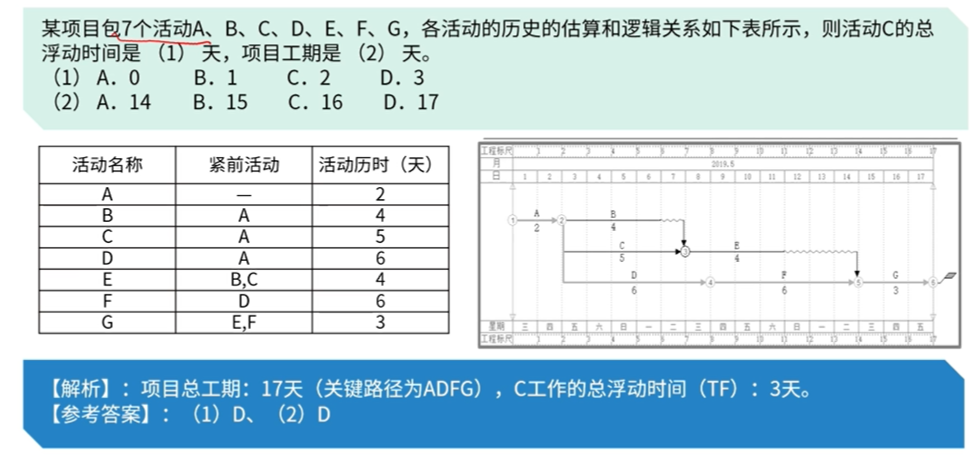 某项目包7个活动A、B、C、D、E、F、G，各活动的历史的估算和逻辑关系如下表所示，则活动C的总
浮动时间是 （1） 天，项目工期是 （2） 天。
（1） A．0 B．1 C．2 D．3
（2） A．14 B．15 C．16 D．17
活动名称 紧前活动 活动历时（天）
A — 2
B A 4
C A 5
D A 6
E B,C 4
F D 6
G E,F 3
工程标尺 1 2 3 4 5 6 7 8 9 10 11 12 13 14 15 16 17
月 2019.5
日 1 2 3 4 5 6 7 8 9 10 11 12 13 14 15 16 17
A B
1 2
2 4
C E
3
5 4
D F G
4 5 6
6 6 3
星期 三 四 五 六 日 一 二 三 四 五 六 日 一 二 三 四 五
工程标尺 1 2 3 4 5 6 7 8 9 10 11 12 13 14 15 16 17
【解析】：项目总工期：17天（关键路径为ADFG），C工作的总浮动时间（TF）：3天。
【参考答案】：（1）D、（2）D